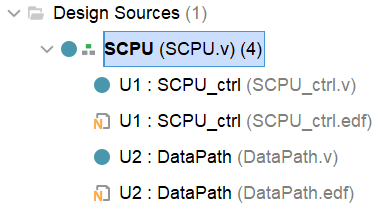 Design Sources (1)
SCPU (SCPU.v) (4)
U1 : SCPU_ctrl (SCPU_ctrl.v)
U1 : SCPU_ctrl (SCPU_ctrl.edf)
U2 : DataPath (DataPath.v)
U2 : DataPath (DataPath.edf)